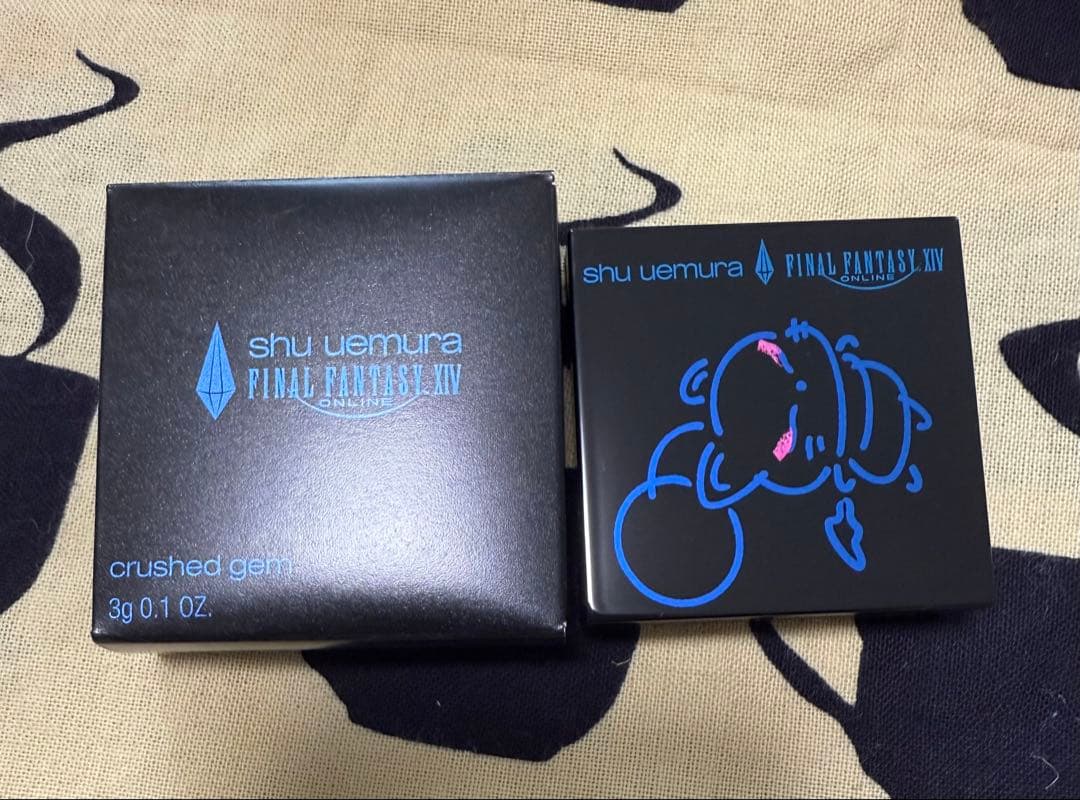 shu uemura
FINAL FANTASY XIV
ONLINE
crushed gem
3g 0.1 OZ.
shu uemura FINAL FANTASY XIV
ONLINE